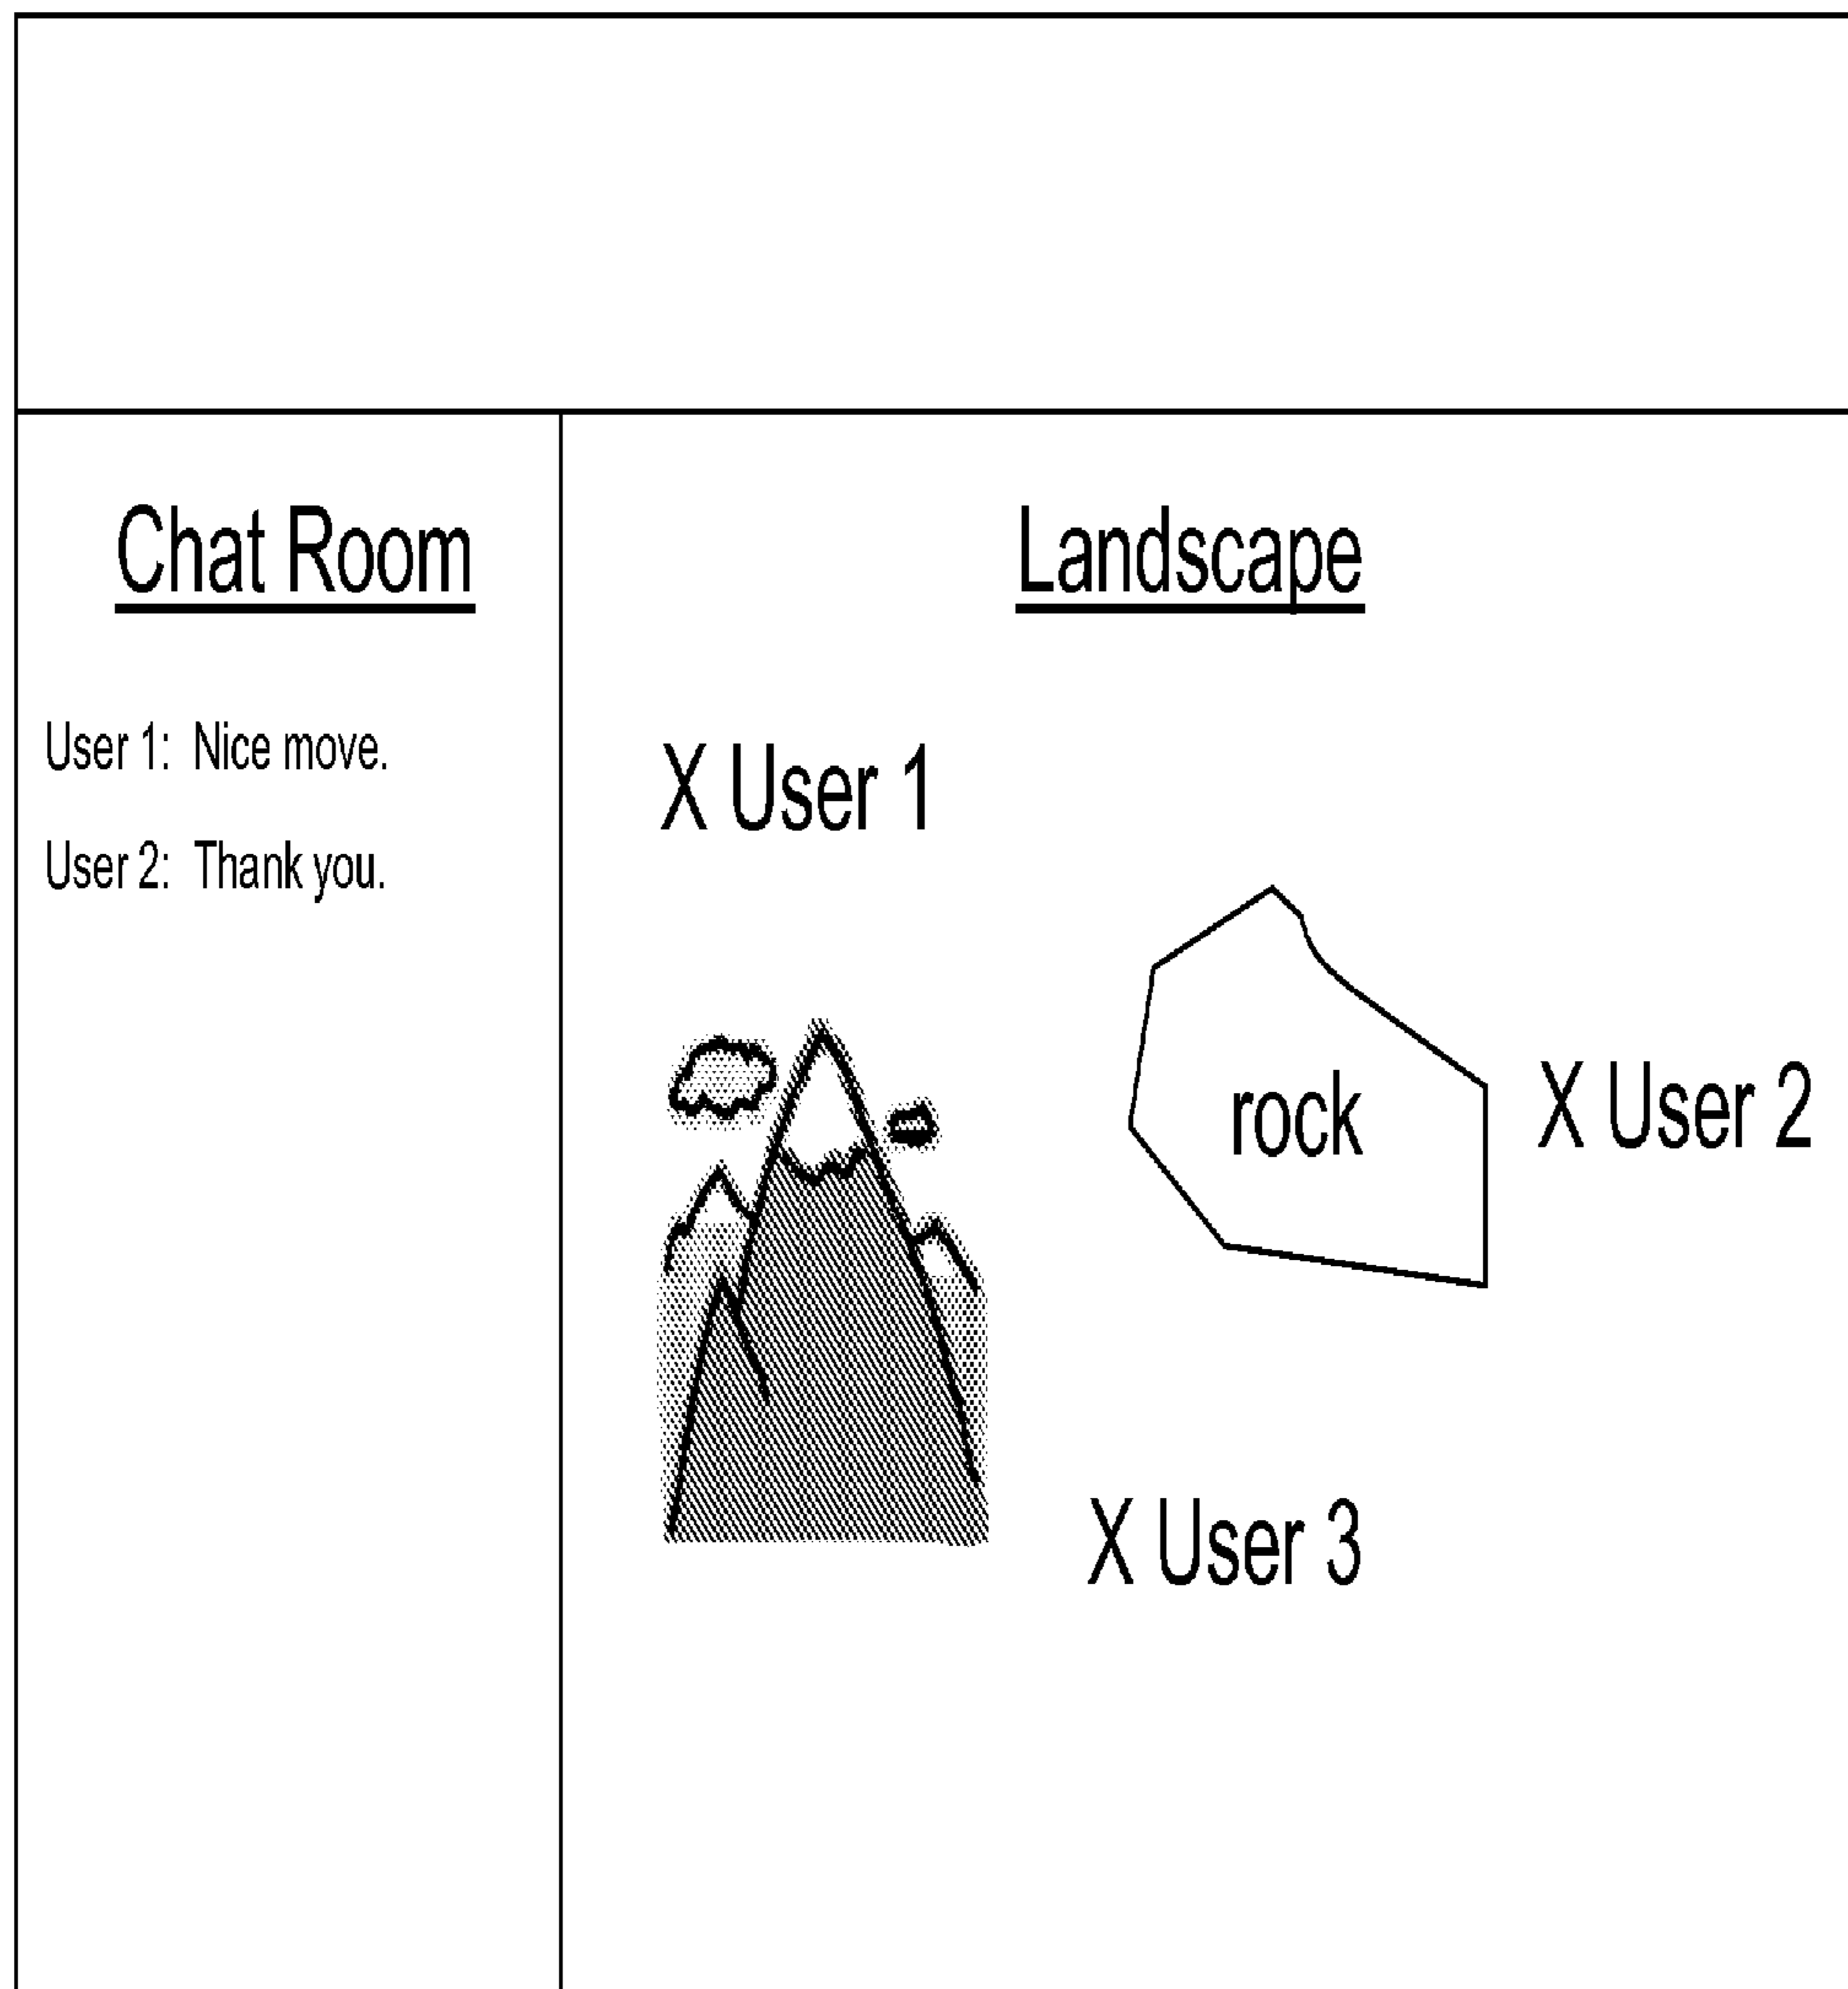 Chat Room
User 1: Nice move.
User 2: Thank you.
Landscape
X User 1
rock
X User 2
X User 3